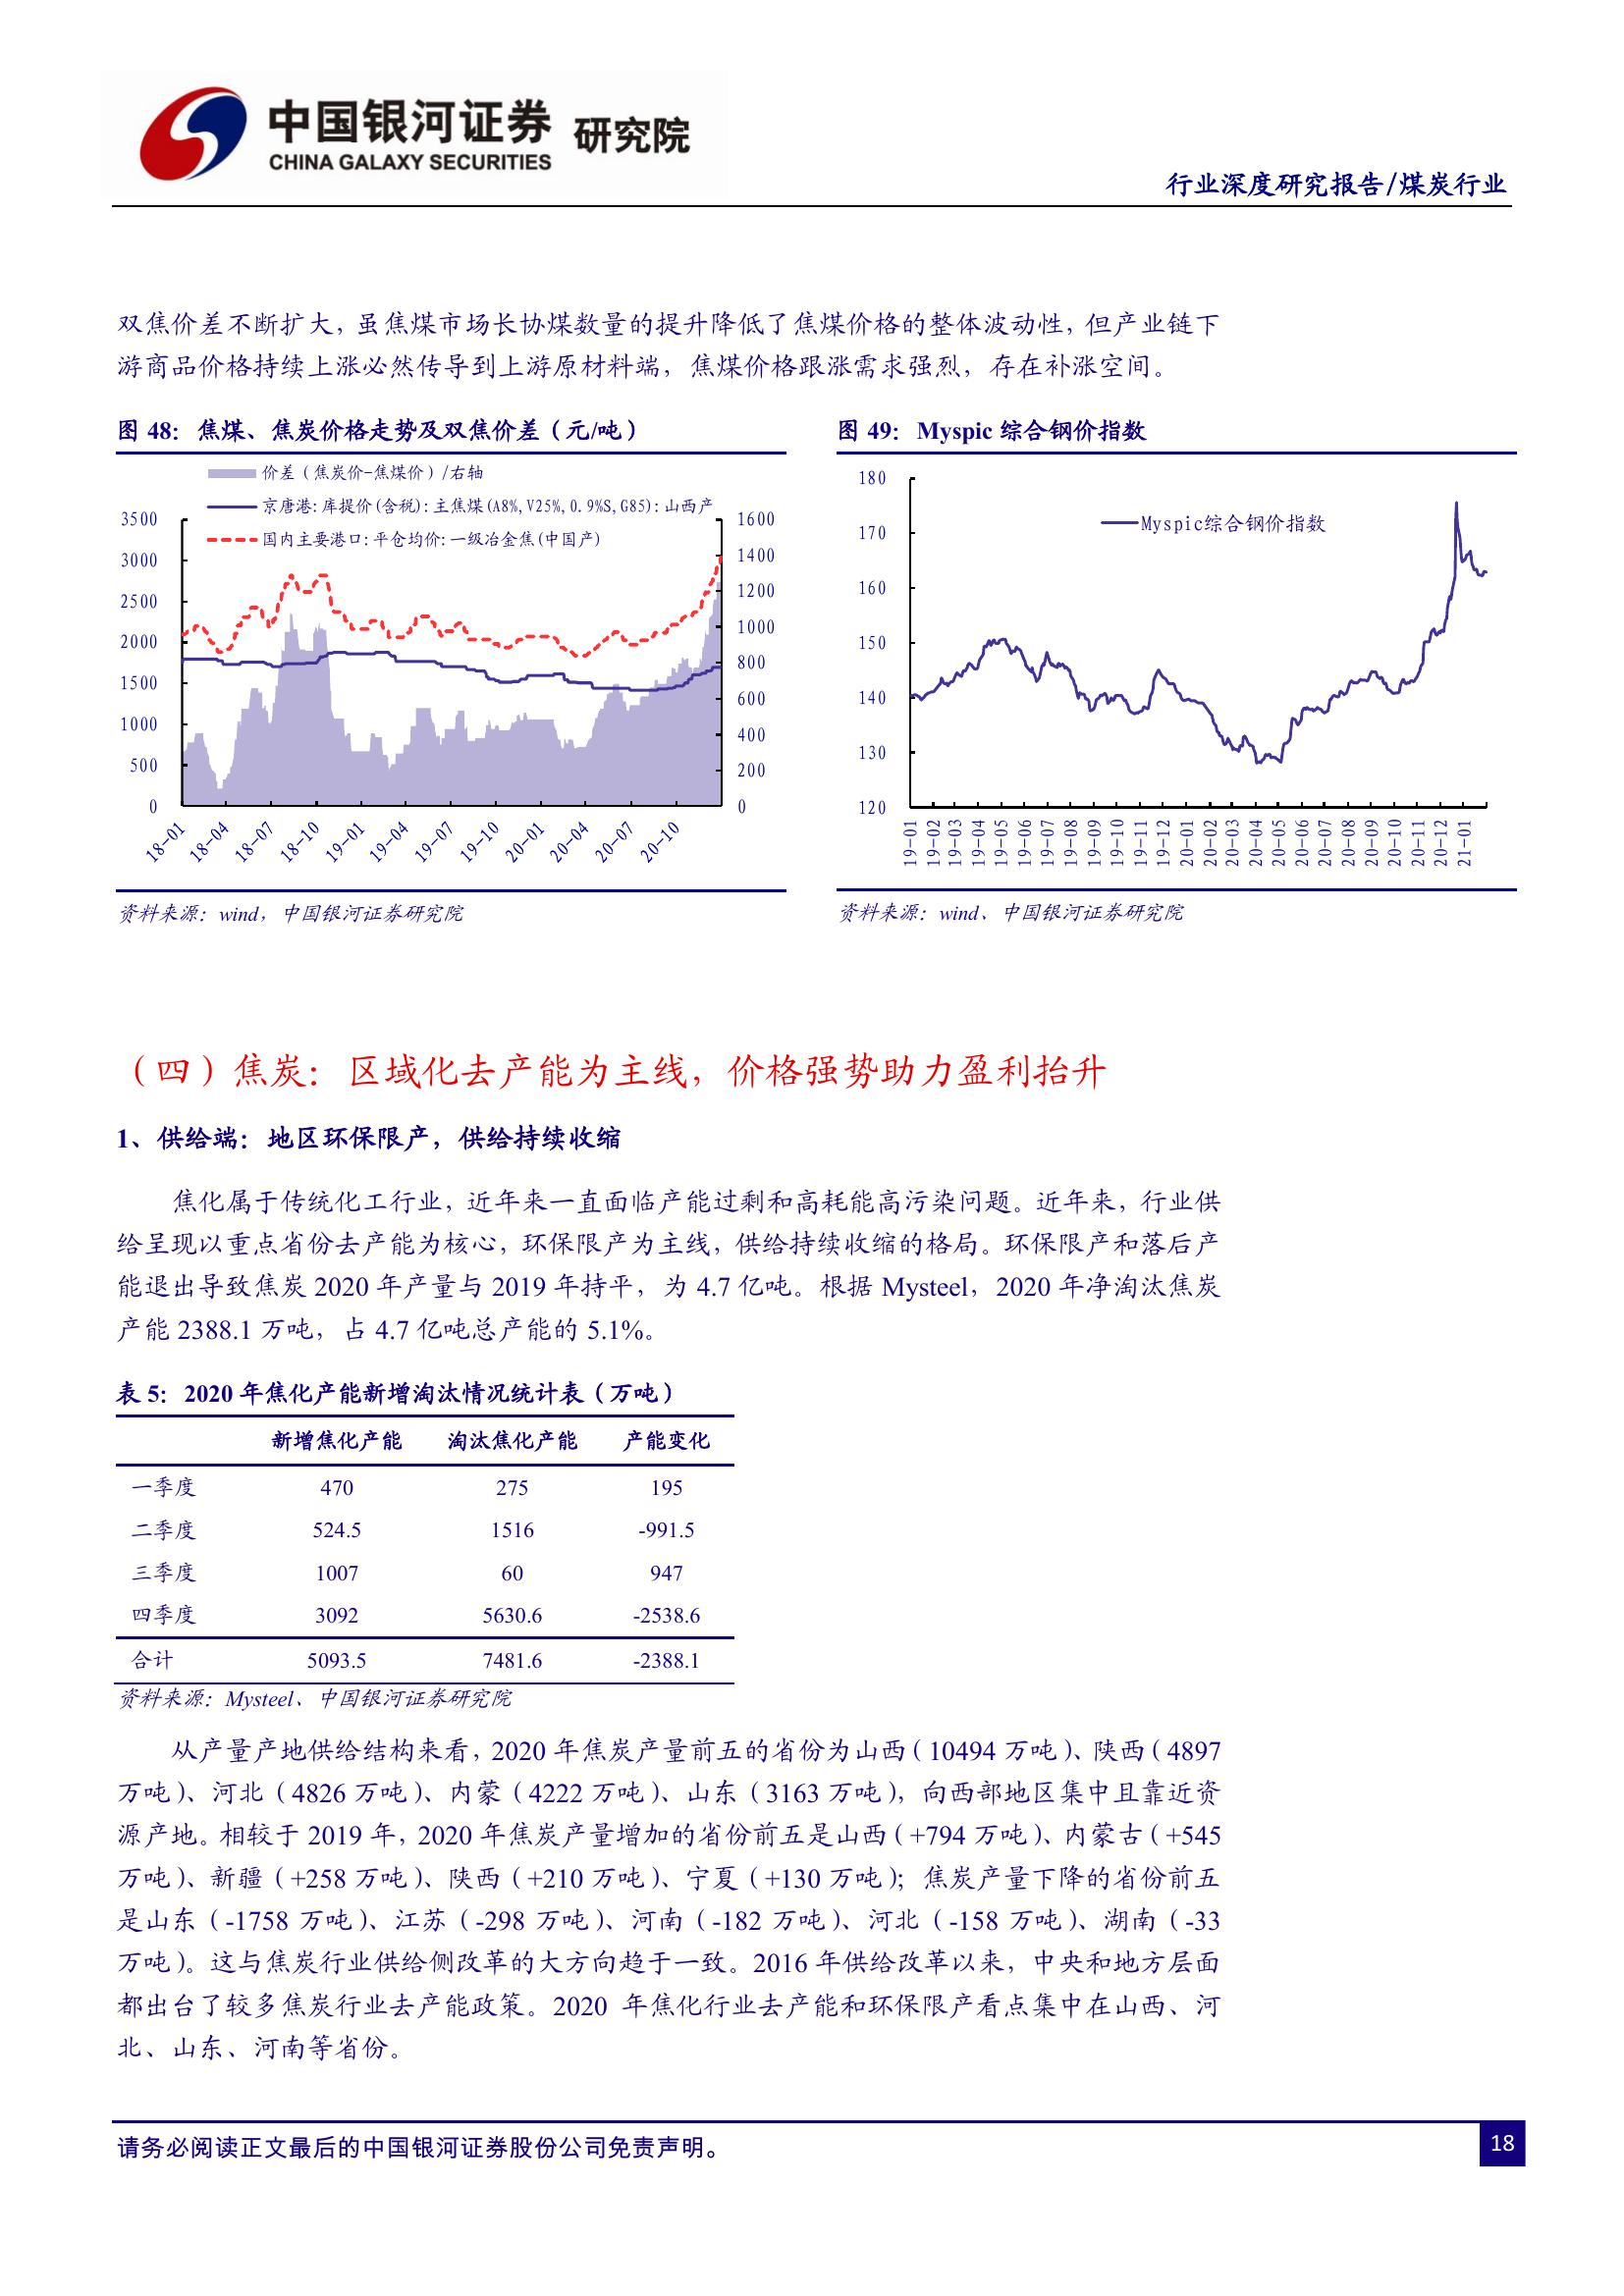 中国银河证券 研究院
CHINA GALAXY SECURITIES
行业深度研究报告/煤炭行业
双焦价差不断扩大，虽焦煤市场长协煤数量的提升降低了焦煤价格的整体波动性，但产业链下
游商品价格持续上涨必然传导到上游原材料端，焦煤价格跟涨需求强烈，存在补涨空间。
图 48：焦煤、焦炭价格走势及双焦价差（元/吨）
价差（焦炭价-焦煤价）/右轴
京唐港:库提价(含税):主焦煤(A8%,V25%,0.9%S,G85):山西产
国内主要港口:平仓均价:一级冶金焦(中国产)
3500
3000
2500
2000
1500
1000
500
0
1600
1400
1200
1000
800
600
400
200
0
18-01 18-04 18-07 18-10 19-01 19-04 19-07 19-10 20-01 20-04 20-07 20-10
资料来源：wind，中国银河证券研究院
图 49：Myspic 综合钢价指数
Myspic综合钢价指数
180
170
160
150
140
130
120
19-01 19-02 19-03 19-04 19-05 19-06 19-07 19-08 19-09 19-10 19-11 19-12 20-01 20-02 20-03 20-04 20-05 20-06 20-07 20-08 20-09 20-10 20-11 20-12 21-01
资料来源：wind、中国银河证券研究院
（四）焦炭：区域化去产能为主线，价格强势助力盈利抬升
1、供给端：地区环保限产，供给持续收缩
焦化属于传统化工行业，近年来一直面临产能过剩和高耗能高污染问题。近年来，行业供
给呈现以重点省份去产能为核心，环保限产为主线，供给持续收缩的格局。环保限产和落后产
能退出导致焦炭 2020 年产量与 2019 年持平，为 4.7 亿吨。根据 Mysteel，2020 年净淘汰焦炭
产能 2388.1 万吨，占 4.7 亿吨总产能的 5.1%。
表 5：2020 年焦化产能新增淘汰情况统计表（万吨）
新增焦化产能 淘汰焦化产能 产能变化
一季度 470 275 195
二季度 524.5 1516 -991.5
三季度 1007 60 947
四季度 3092 5630.6 -2538.6
合计 5093.5 7481.6 -2388.1
资料来源：Mysteel、中国银河证券研究院
从产量产地供给结构来看，2020 年焦炭产量前五的省份为山西（10494 万吨）、陕西（4897
万吨）、河北（4826 万吨）、内蒙（4222 万吨）、山东（3163 万吨），向西部地区集中且靠近资
源产地。相较于 2019 年，2020 年焦炭产量增加的省份前五是山西（+794 万吨）、内蒙古（+545
万吨）、新疆（+258 万吨）、陕西（+210 万吨）、宁夏（+130 万吨）；焦炭产量下降的省份前五
是山东（-1758 万吨）、江苏（-298 万吨）、河南（-182 万吨）、河北（-158 万吨）、湖南（-33
万吨）。这与焦炭行业供给侧改革的大方向趋于一致。2016 年供给改革以来，中央和地方层面
都出台了较多焦炭行业去产能政策。2020 年焦化行业去产能和环保限产看点集中在山西、河
北、山东、河南等省份。
请务必阅读正文最后的中国银河证券股份公司免责声明。
18